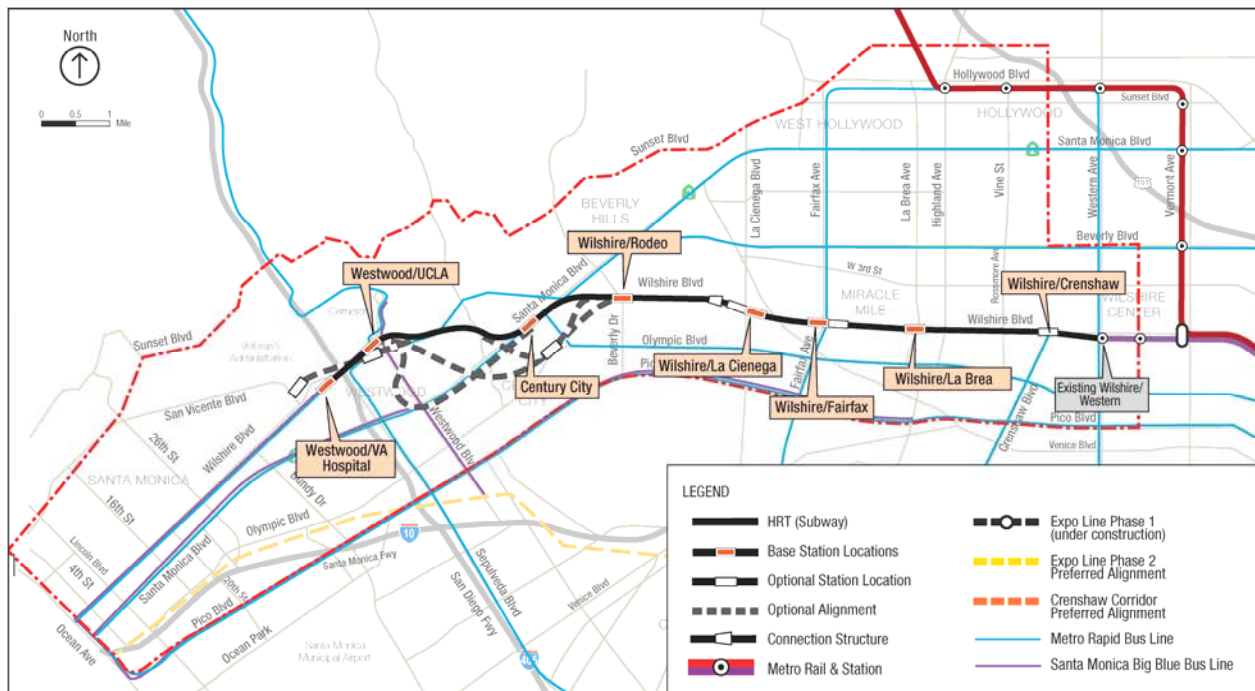 North
0 0.5 1
Mile
Hollywood Blvd
Sunset Blvd
HOLLYWOOD
WEST HOLLYWOOD
Santa Monica Blvd
Sunset Blvd
101
La Cienega Blvd
Fairfax Ave
La Brea Ave
Highland Ave
Vine St
Western Ave
Vermont Ave
BEVERLY
HILLS
Beverly Blvd
Wilshire/Rodeo
Westwood/UCLA
Santa Monica Blvd
Wilshire Blvd
W 3rd St
Rossmore Ave
Wilshire/Crenshaw
MIRACLE
MILE
WILSHIRE
CENTER
Wilshire Blvd
Sunset Blvd
Veteran's
Administration
Beverly Dr
Olympic Blvd
Wilshire/La Cienega
Fairfax Ave
Wilshire/La Brea
Existing Wilshire/
Western
Century City
Wilshire/Fairfax
San Vicente Blvd
WESTWOOD
Crenshaw Blvd
Pico Blvd
Venice Blvd
Westwood/VA
Hospital
Westwood Blvd
26th St
Wilshire Blvd
SANTA MONICA
Bundy Dr
16th St
Olympic Blvd
10
Lincoln Blvd
Santa Monica Fwy
4th St
Santa Monica Blvd
20th St
Sepulveda Blvd
San Diego Fwy
Venice Blvd
Pico Blvd
Ocean Park
Ocean Ave
Santa Monica
Municipal Airport
405
LEGEND
HRT (Subway)
Base Station Locations
Optional Station Location
Optional Alignment
Connection Structure
Metro Rail & Station
Expo Line Phase 1
(under construction)
Expo Line Phase 2
Preferred Alignment
Crenshaw Corridor
Preferred Alignment
Metro Rapid Bus Line
Santa Monica Big Blue Bus Line